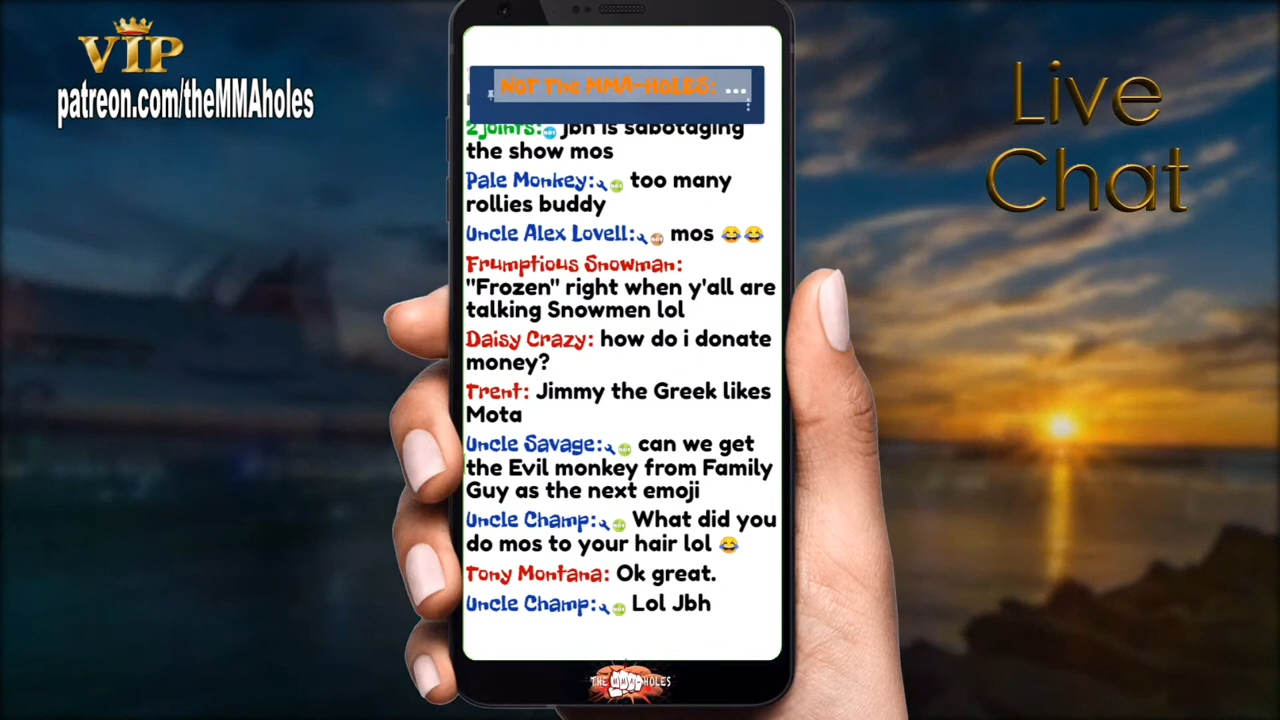 VIP
patreon.com/theMMAholes
Live
Chat
NOT The MMA-HOLES: ...
2 Joints: jbh is sabotaging
the show mos
Pale Monkey: too many
rollies buddy
Uncle Alex Lovell: mos 😂😂
Frumptious Snowman:
"Frozen" right when y'all are
talking Snowmen lol
Daisy Crazy: how do i donate
money?
Trent: Jimmy the Greek likes
Mota
Uncle Savage: can we get
the Evil monkey from Family
Guy as the next emoji
Uncle Champ: What did you
do mos to your hair lol 😂
Tony Montana: Ok great.
Uncle Champ: Lol Jbh
THE MMA-HOLES